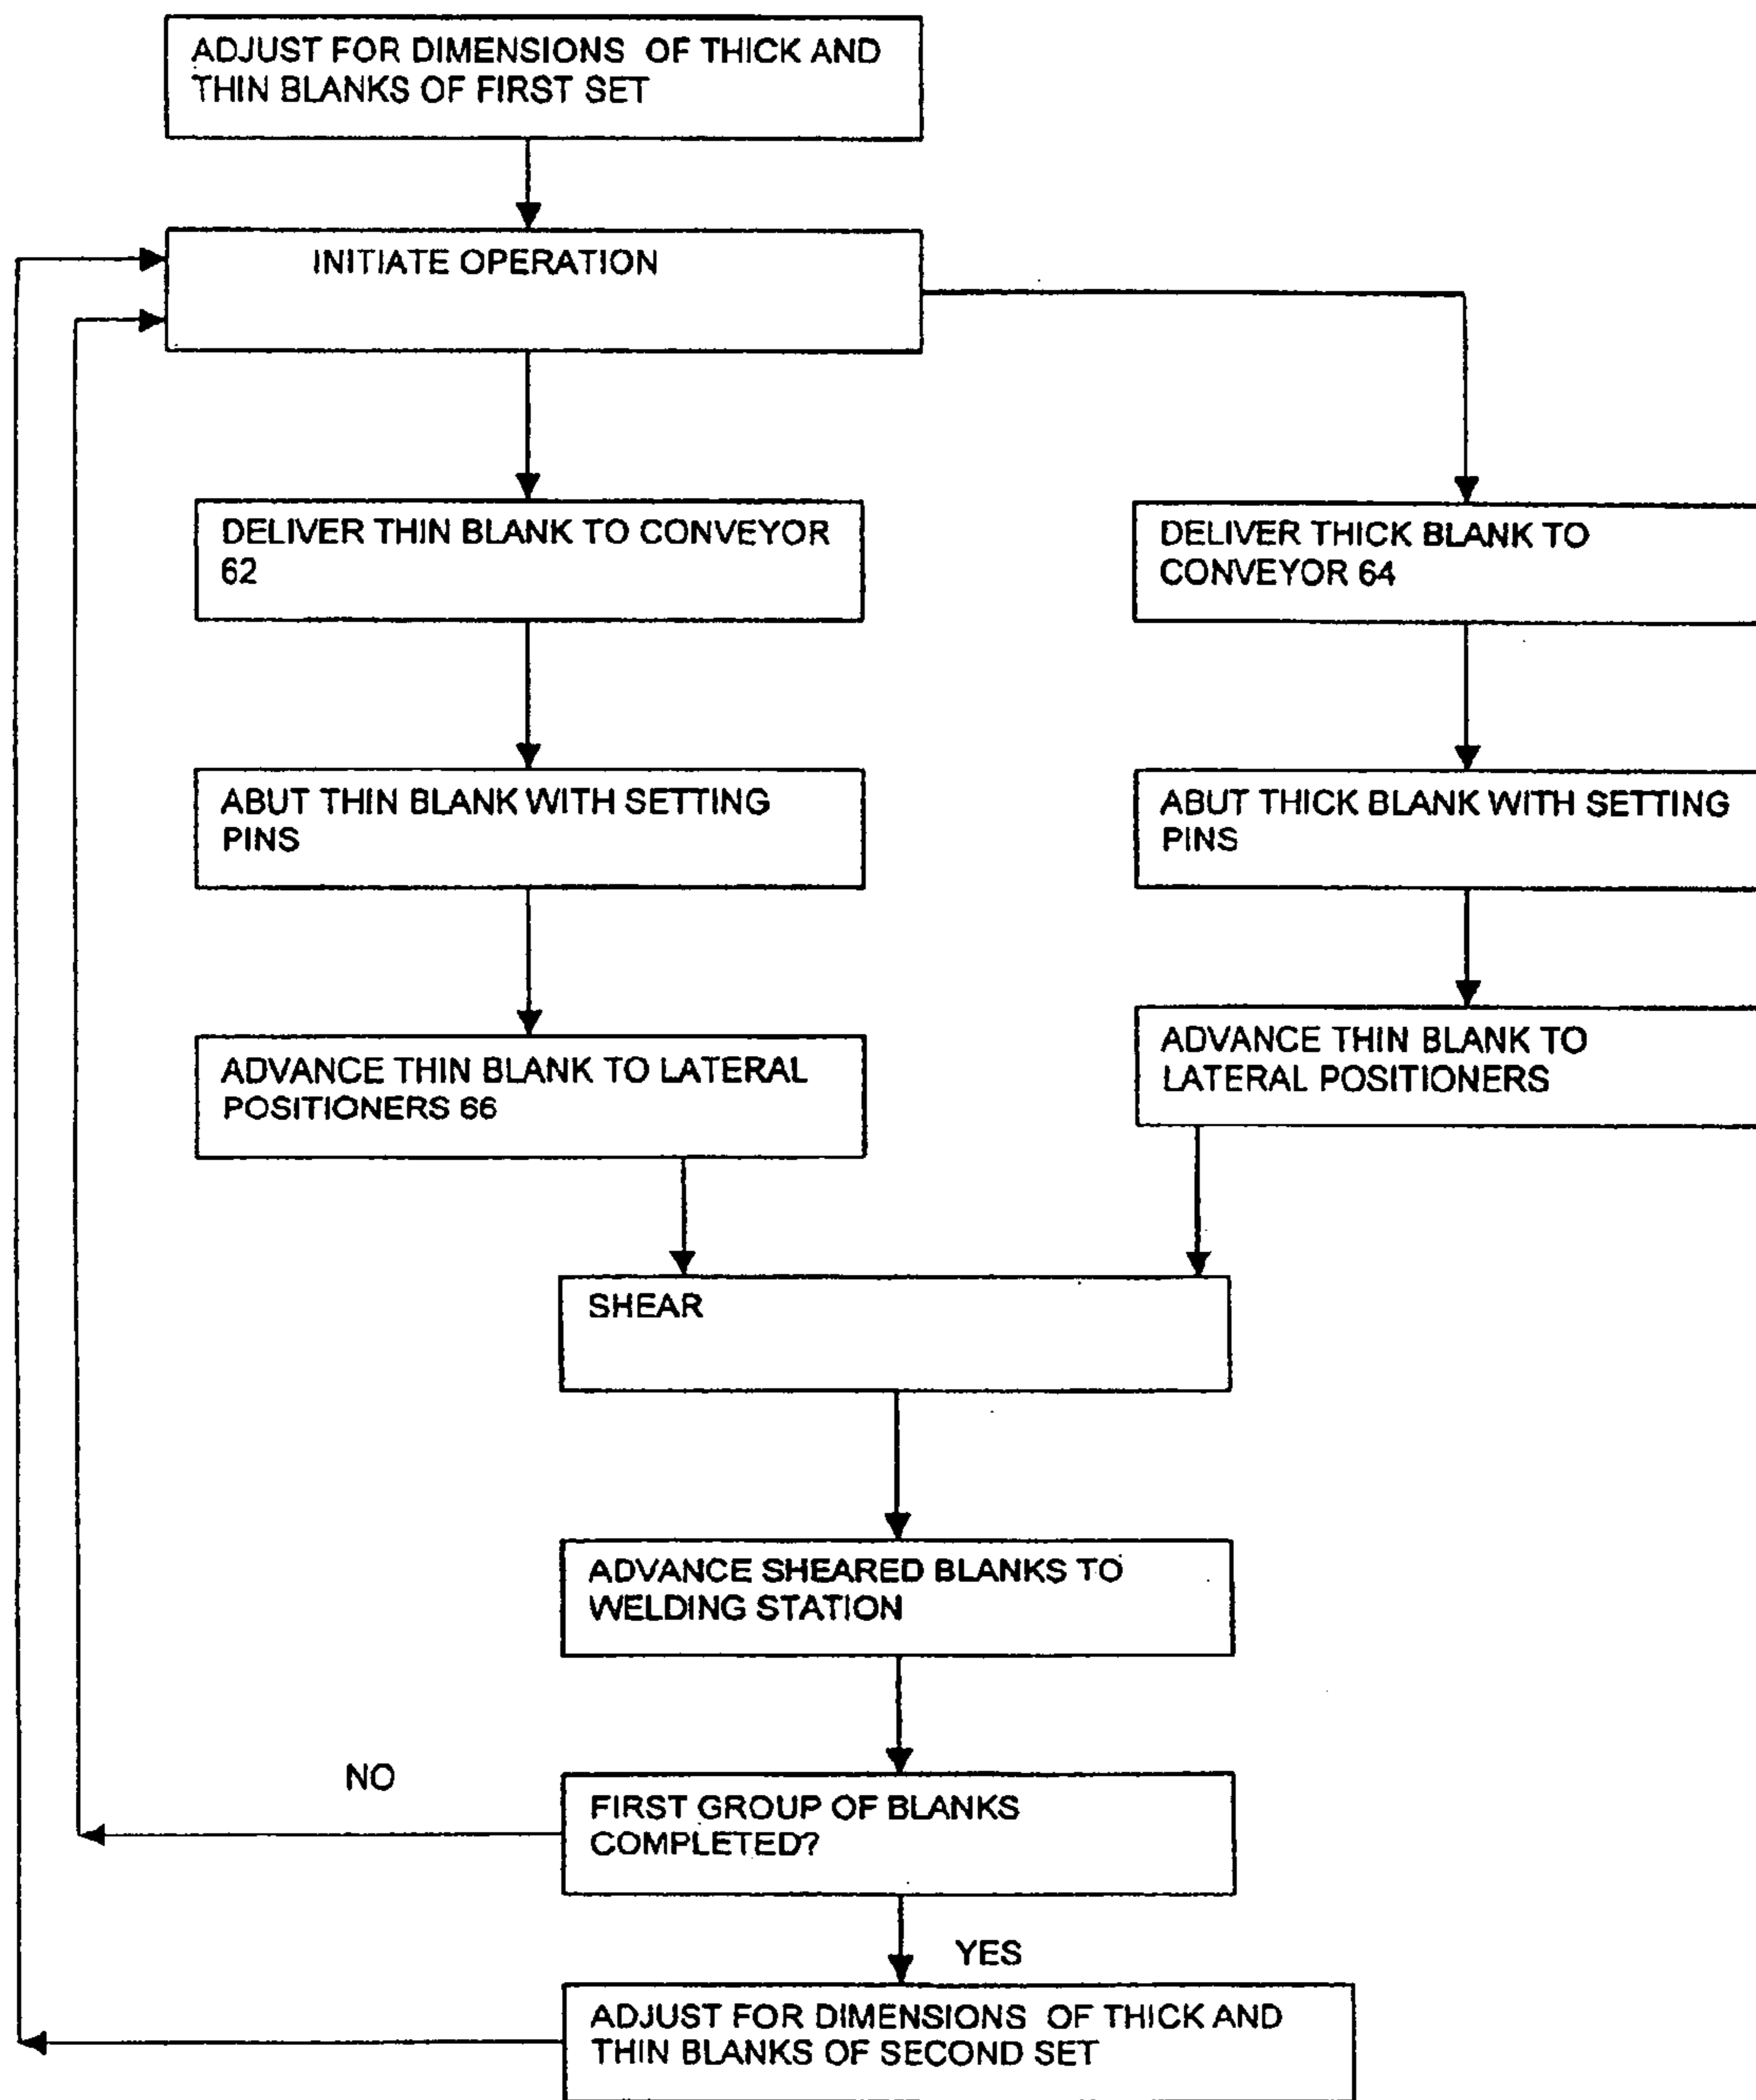 ADJUST FOR DIMENSIONS OF THICK AND
THIN BLANKS OF FIRST SET
INITIATE OPERATION
DELIVER THIN BLANK TO CONVEYOR
62
DELIVER THICK BLANK TO
CONVEYOR 64
ABUT THIN BLANK WITH SETTING
PINS
ABUT THICK BLANK WITH SETTING
PINS
ADVANCE THIN BLANK TO LATERAL
POSITIONERS 66
ADVANCE THIN BLANK TO
LATERAL POSITIONERS
SHEAR
ADVANCE SHEARED BLANKS TO
WELDING STATION
NO
FIRST GROUP OF BLANKS
COMPLETED?
YES
ADJUST FOR DIMENSIONS OF THICK AND
THIN BLANKS OF SECOND SET